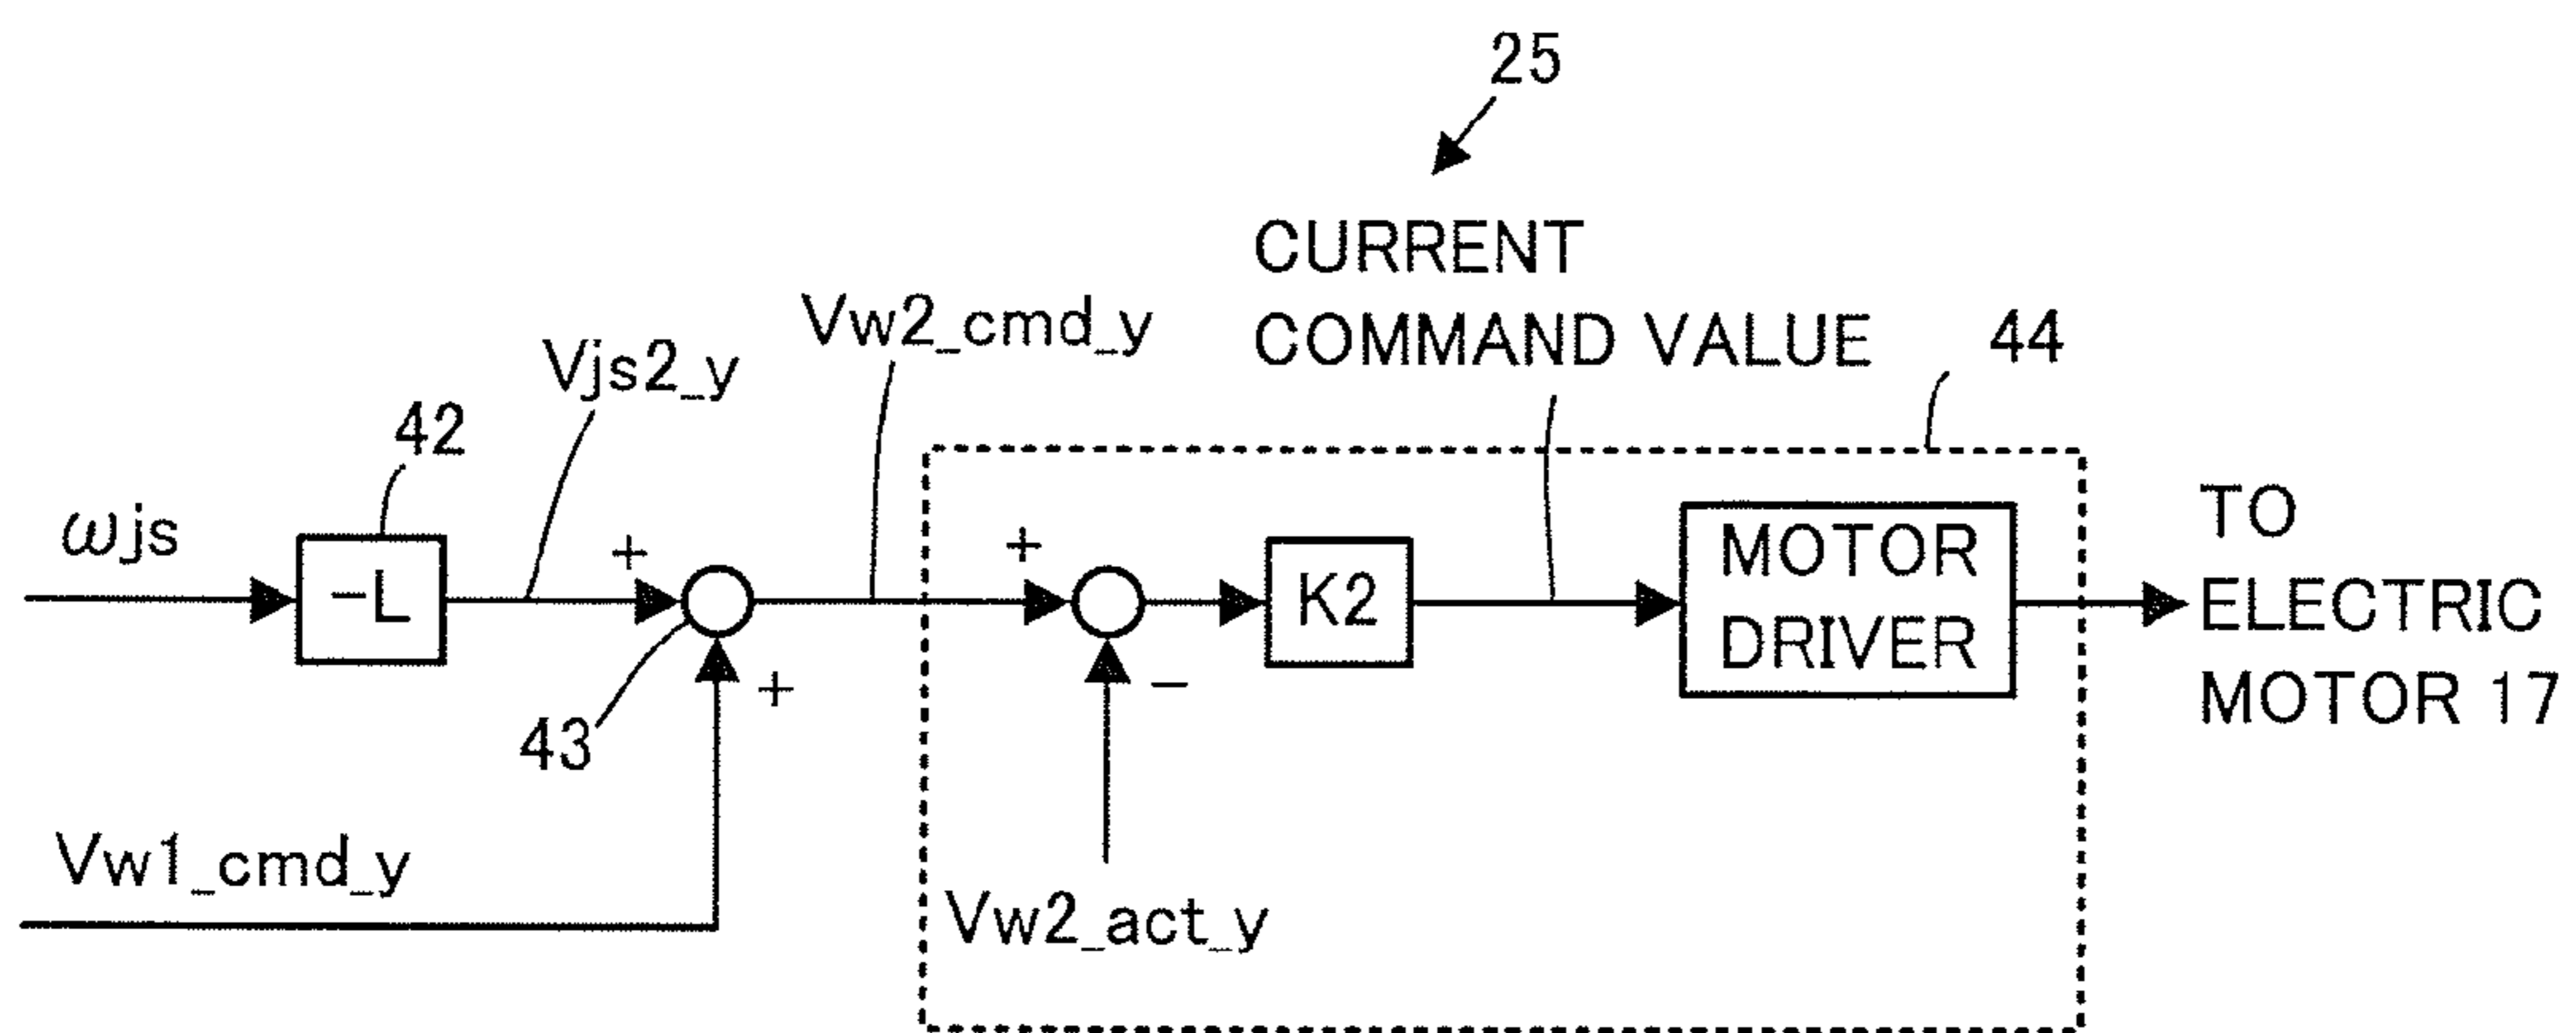 25
CURRENT
COMMAND VALUE
44
Vw2_cmd_y
Vjs2_y
42
ωjs
-L
+
43
+
Vw1_cmd_y
+
−
Vw2_act_y
K2
MOTOR
DRIVER
TO
ELECTRIC
MOTOR 17